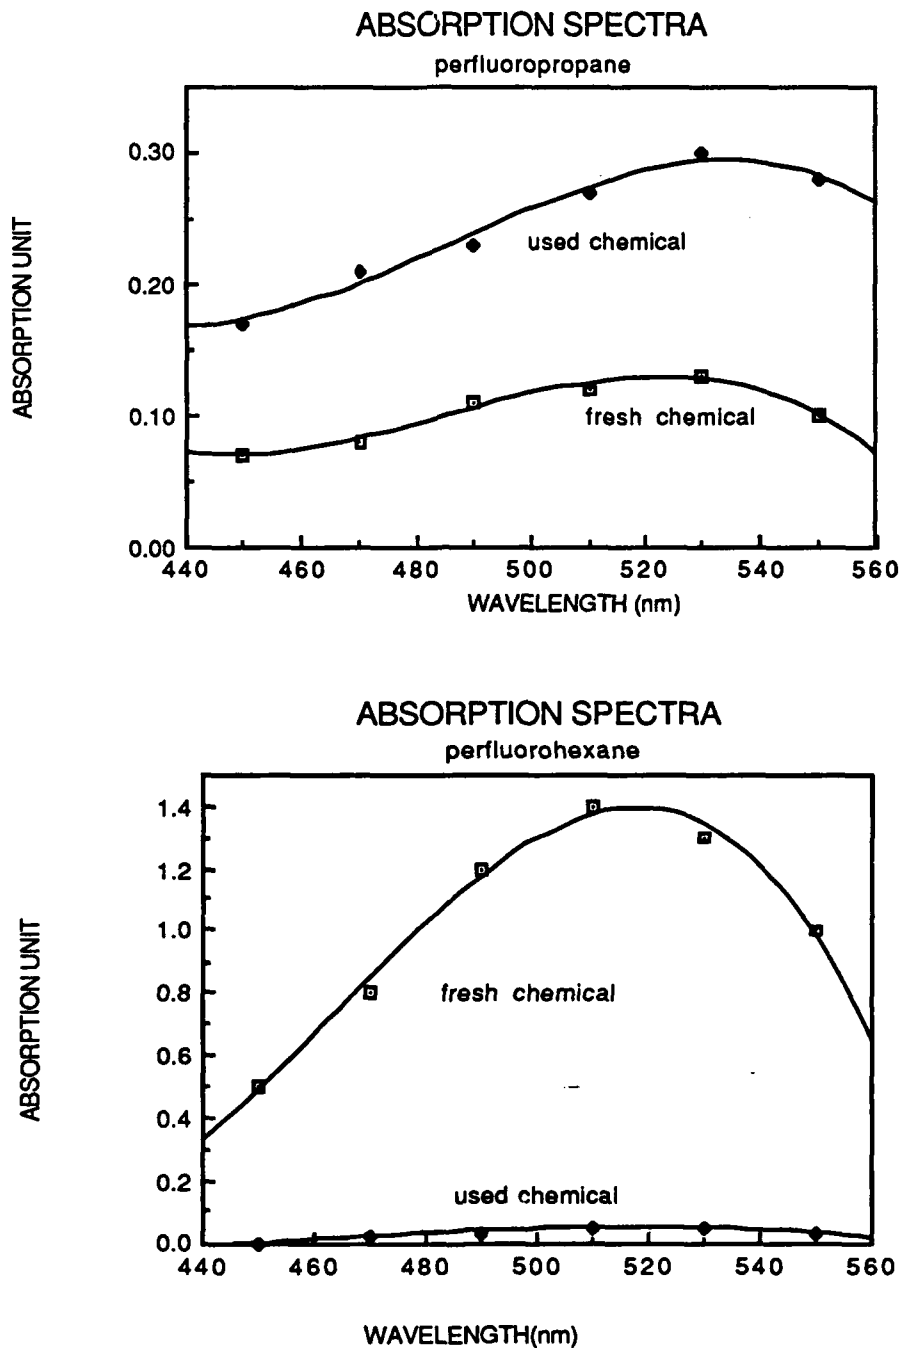 ABSORPTION SPECTRA
perfluoropropane
ABSORPTION UNIT
0.30
0.20
0.10
0.00
used chemical
fresh chemical
440 460 480 500 520 540 560
WAVELENGTH (nm)
ABSORPTION SPECTRA
perfluorohexane
ABSORPTION UNIT
1.4
1.2
1.0
0.8
0.6
0.4
0.2
0.0
fresh chemical
used chemical
440 460 480 500 520 540 560
WAVELENGTH(nm)